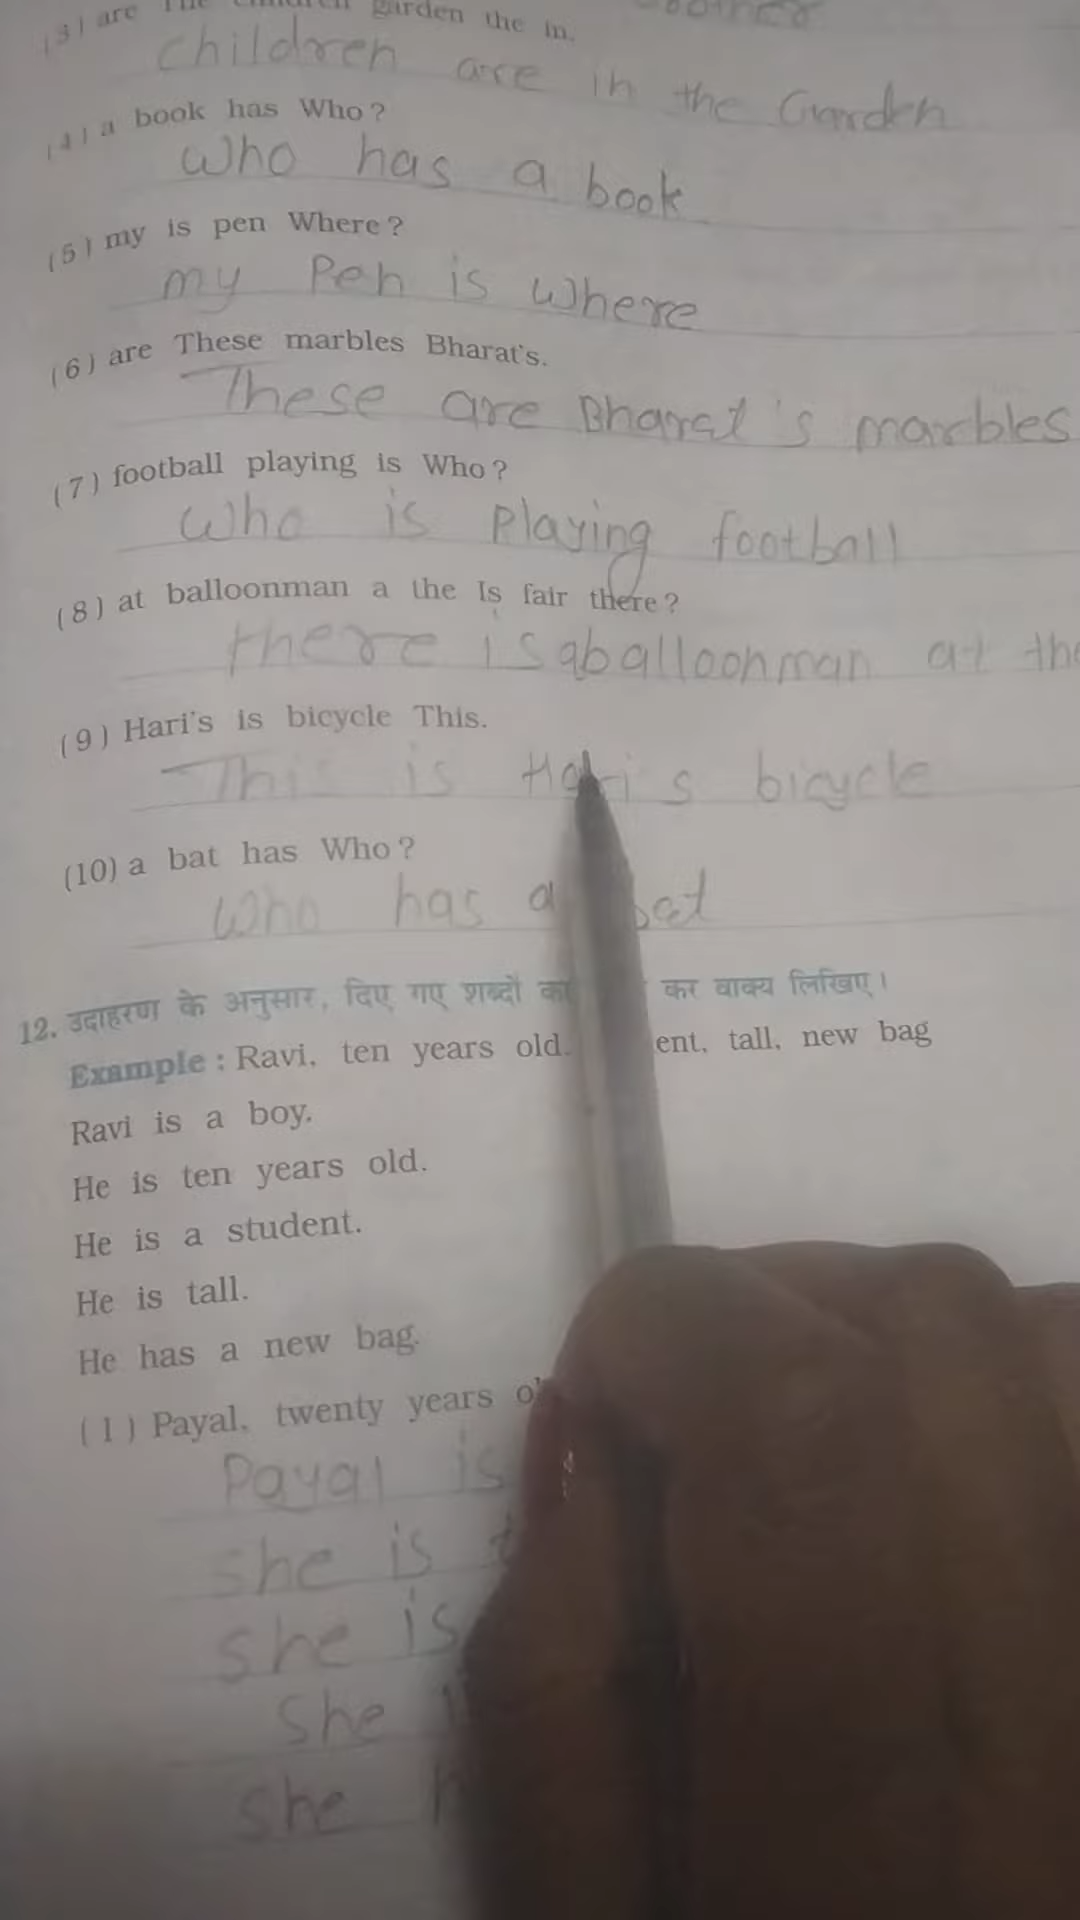 (3) are The children garden the in.
children are in the Garden
(4) a book has Who?
who has a book
(5) my is pen Where?
my Pen is where
(6) are These marbles Bharat's.
These are Bharat's marbles
(7) football playing is Who?
who is Playing football
(8) at balloonman a the Is fair there?
there is aballoonman at the
(9) Hari's is bicycle This.
This is Hari s bicycle
(10) a bat has Who?
who has a bat
12. उदाहरण के अनुसार, दिए गए शब्दों का कर वाक्य लिखिए।
Example : Ravi, ten years old. ent, tall, new bag
Ravi is a boy.
He is ten years old.
He is a student.
He is tall.
He has a new bag.
(1) Payal, twenty years
Payal is
she is
she is
she
she